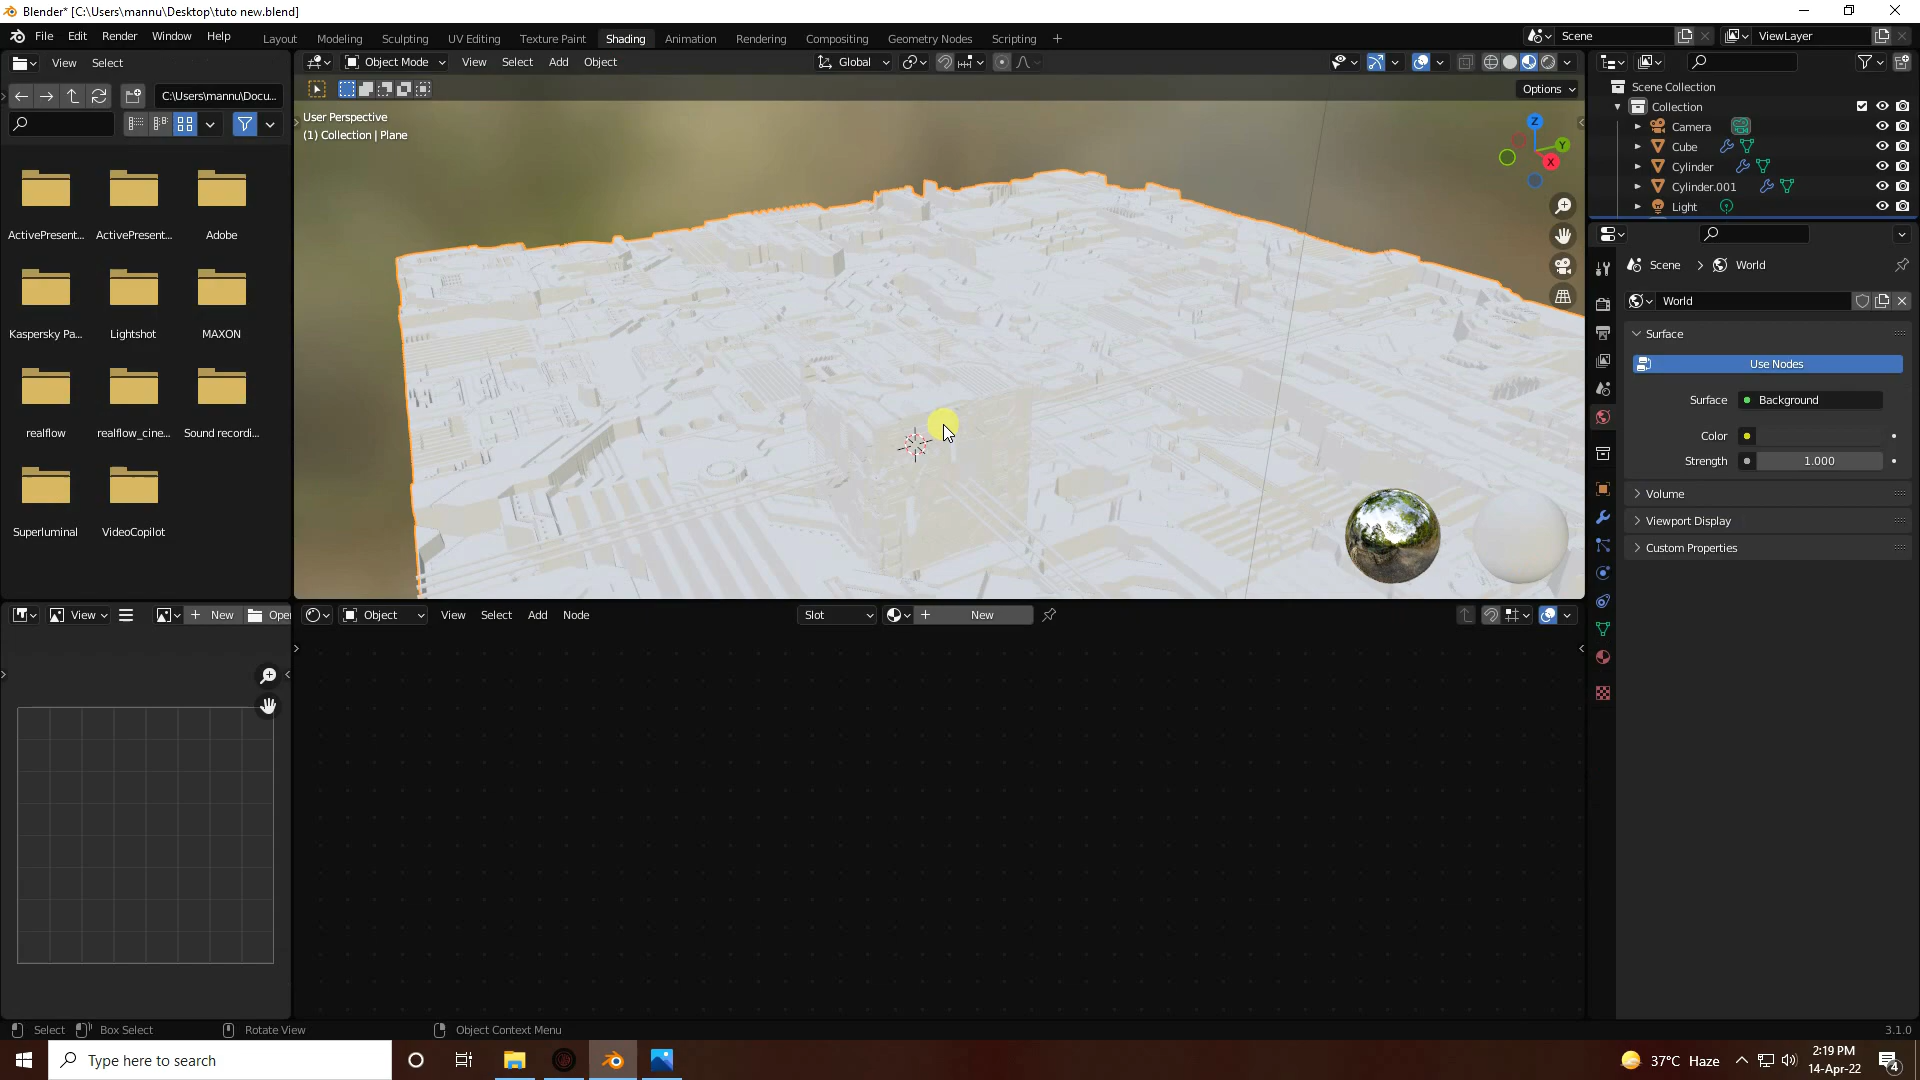 Blender* [C:\Users\mannu\Desktop\tuto new.blend]
File Edit Render Window Help
Layout Modeling Sculpting UV Editing Texture Paint Shading Animation Rendering Compositing Geometry Nodes Scripting +
Scene
ViewLayer
View Select
C:\Users\mannu\Docu...
ActivePresent... ActivePresent... Adobe
Kaspersky Pa... Lightshot MAXON
realflow realflow_cine... Sound recordi...
Superluminal VideoCopilot
Object Mode View Select Add Object
Global
Options
User Perspective
(1) Collection | Plane
Z
Y
X
Scene Collection
Collection
Camera
Cube
Cylinder
Cylinder.001
Light
Scene > World
World
Surface
Use Nodes
Surface Background
Color
Strength 1.000
Volume
Viewport Display
Custom Properties
View + New Open
Object View Select Add Node
Slot
+ New
Select Box Select Rotate View Object Context Menu
3.1.0
Type here to search
37°C Haze
2:19 PM
14-Apr-22
4